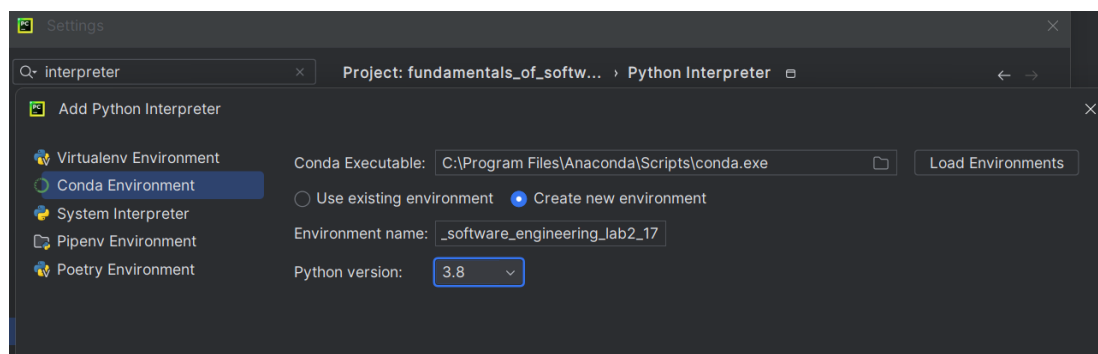 Settings
interpreter
Project: fundamentals_of_softw... › Python Interpreter
Add Python Interpreter
Virtualenv Environment
Conda Environment
System Interpreter
Pipenv Environment
Poetry Environment
Conda Executable: C:\Program Files\Anaconda\Scripts\conda.exe Load Environments
Use existing environment Create new environment
Environment name: _software_engineering_lab2_17
Python version: 3.8